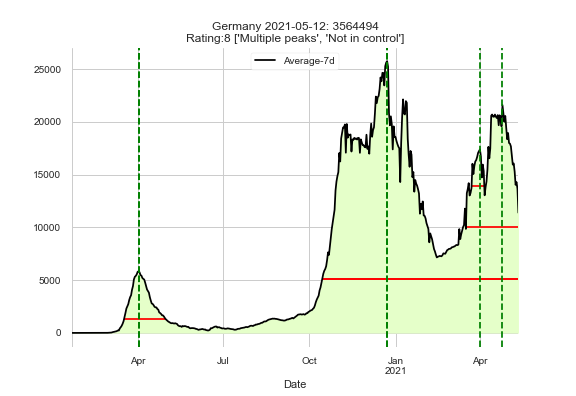 Germany 2021-05-12: 3564494
Rating:8 ['Multiple peaks', 'Not in control']
Average-7d
25000
20000
15000
10000
5000
0
Apr
Jul
Oct
Jan
2021
Apr
Date